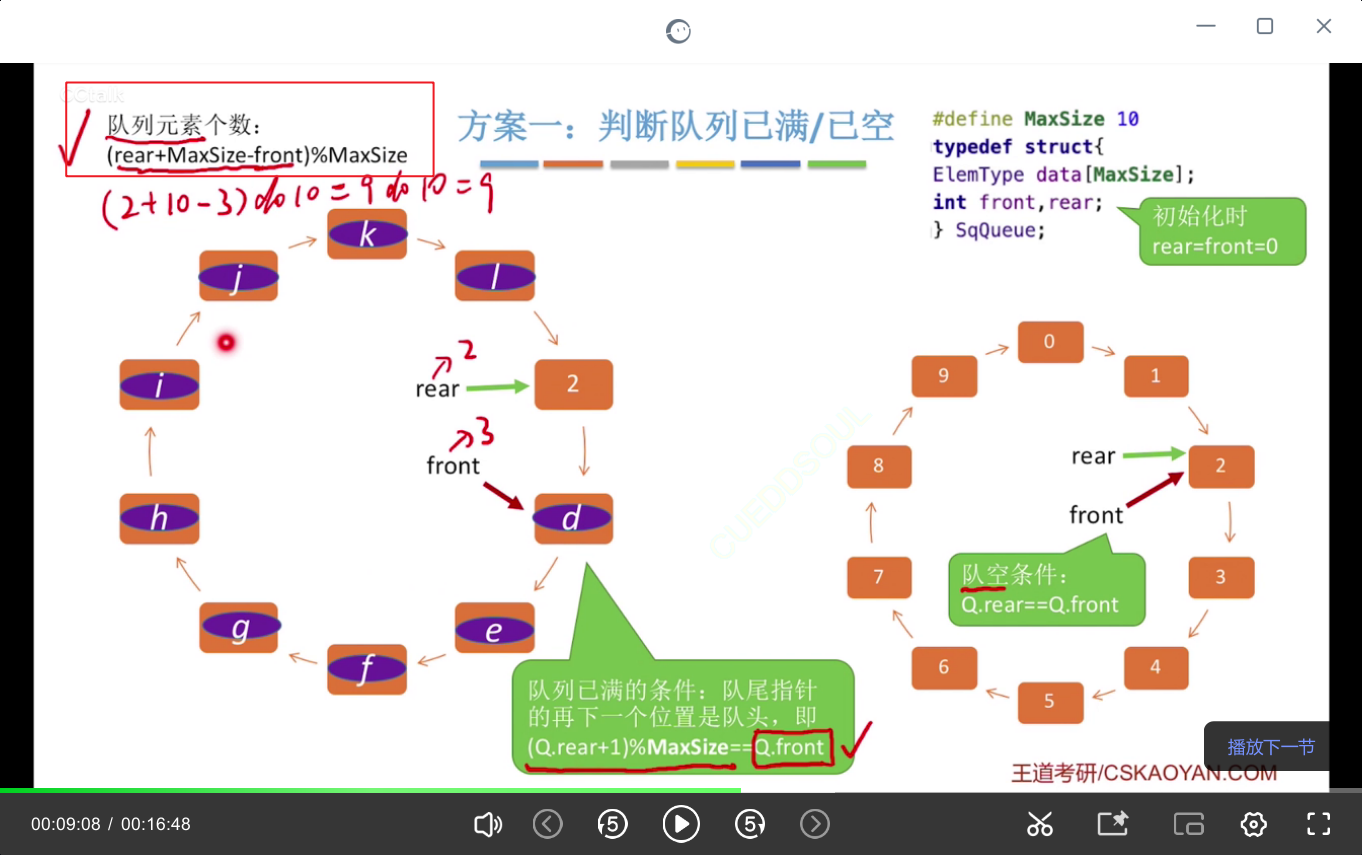 CCtalk
队列元素个数：
(rear+MaxSize-front)%MaxSize
(2+10-3)%10=9%10=9
方案一：判断队列已满/已空
#define MaxSize 10
typedef struct{
ElemType data[MaxSize];
int front,rear;
} SqQueue;
初始化时
rear=front=0
k
j
l
i
2
rear
2
3
front
h
d
g
e
f
队列已满的条件：队尾指针
的再下一个位置是队头，即
(Q.rear+1)%MaxSize==Q.front
0
9
1
8
rear
2
front
7
队空条件：
Q.rear==Q.front
3
6
4
5
CUEDDSOUL
播放下一节
王道考研/CSKAOYAN.COM
00:09:08 / 00:16:48
5
5